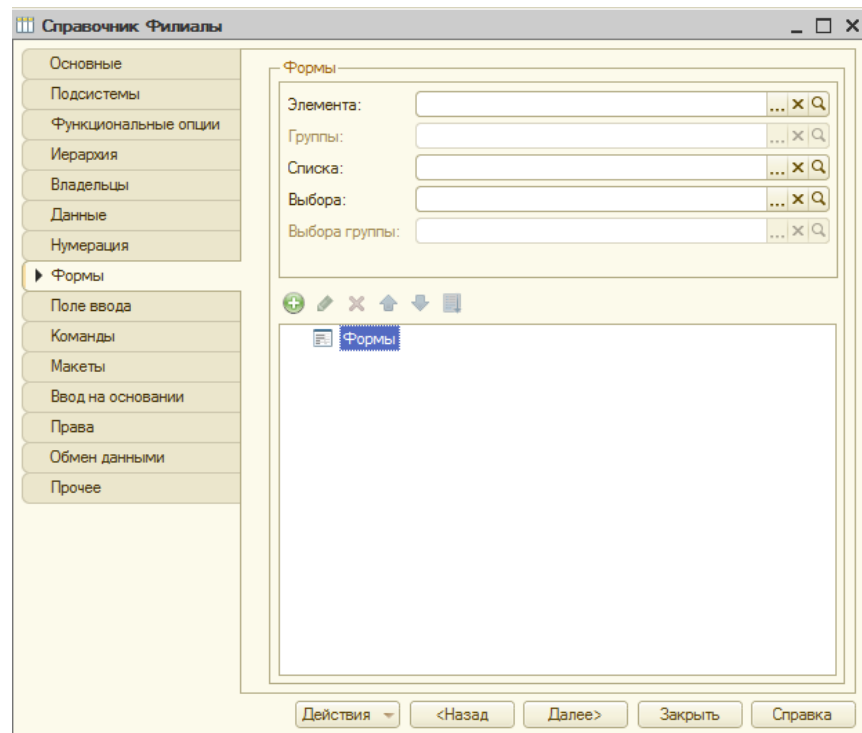 Справочник Филиалы
Основные
Подсистемы
Функциональные опции
Иерархия
Владельцы
Данные
Нумерация
Формы
Поле ввода
Команды
Макеты
Ввод на основании
Права
Обмен данными
Прочее
Формы
Элемента:
Группы:
Списка:
Выбора:
Выбора группы:
Формы
Действия <Назад Далее> Закрыть Справка